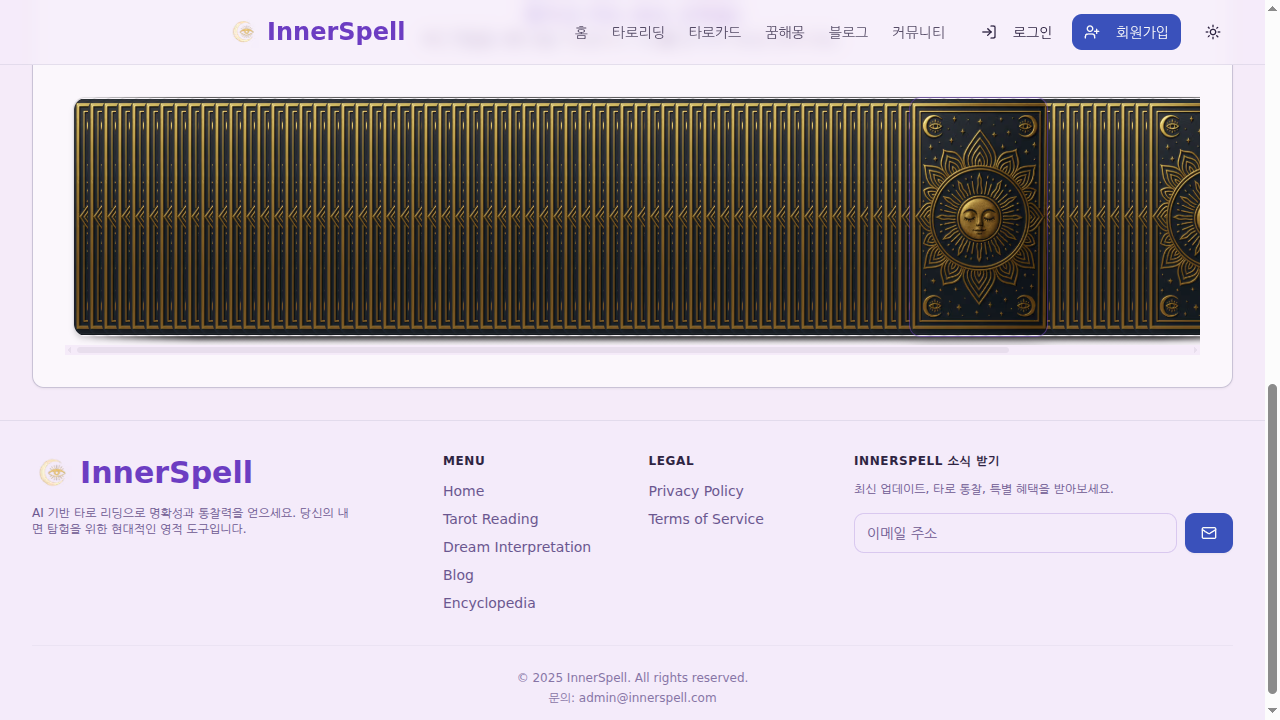 InnerSpell
홈
타로리딩
타로카드
꿈해몽
블로그
커뮤니티
로그인
회원가입
InnerSpell
AI 기반 타로 리딩으로 명확성과 통찰력을 얻으세요. 당신의 내
면 탐험을 위한 현대적인 영적 도구입니다.
MENU
Home
Tarot Reading
Dream Interpretation
Blog
Encyclopedia
LEGAL
Privacy Policy
Terms of Service
INNERSPELL 소식 받기
최신 업데이트, 타로 통찰, 특별 혜택을 받아보세요.
이메일 주소
© 2025 InnerSpell. All rights reserved.
문의: admin@innerspell.com